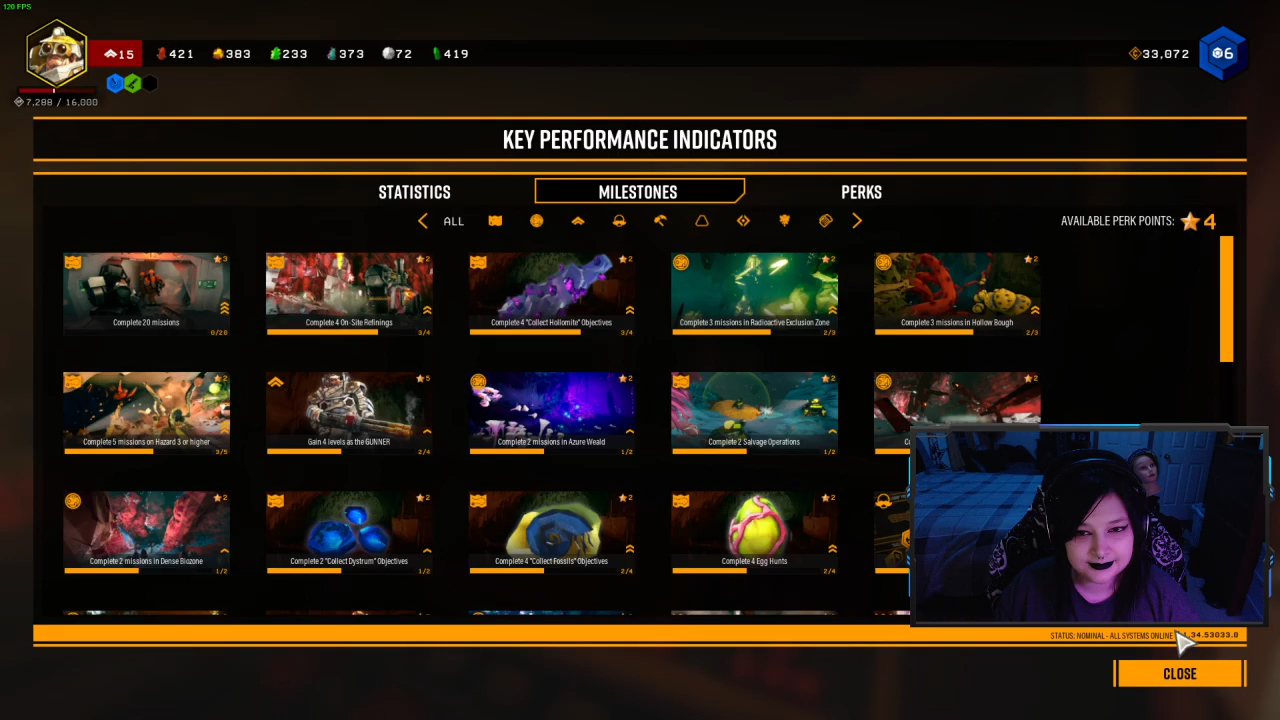 120 FPS
15 421 383 233 373 72 419 33,072 6
7,288 / 16,000
KEY PERFORMANCE INDICATORS
STATISTICS MILESTONES PERKS
ALL AVAILABLE PERK POINTS: 4
3 2 2 2 2
Complete 20 missions Complete 4 On-Site Refinings Complete 4 "Collect Hollomite" Objectives Complete 3 missions in Radioactive Exclusion Zone Complete 3 missions in Hollow Bough
0/20 3/4 3/4 2/3 2/3
2 5 2 2 2
Complete 5 missions on Hazard 3 or higher Gain 4 levels as the GUNNER Complete 2 missions in Azure Weald Complete 2 Salvage Operations
3/5 2/4 1/2 1/2
2 2 2 2
Complete 2 missions in Dense Biozone Complete 2 "Collect Dystrum" Objectives Complete 4 "Collect Fossils" Objectives Complete 4 Egg Hunts
1/2 1/2 2/4 2/4
STATUS: NOMINAL - ALL SYSTEMS ONLINE .34.53033.0
CLOSE